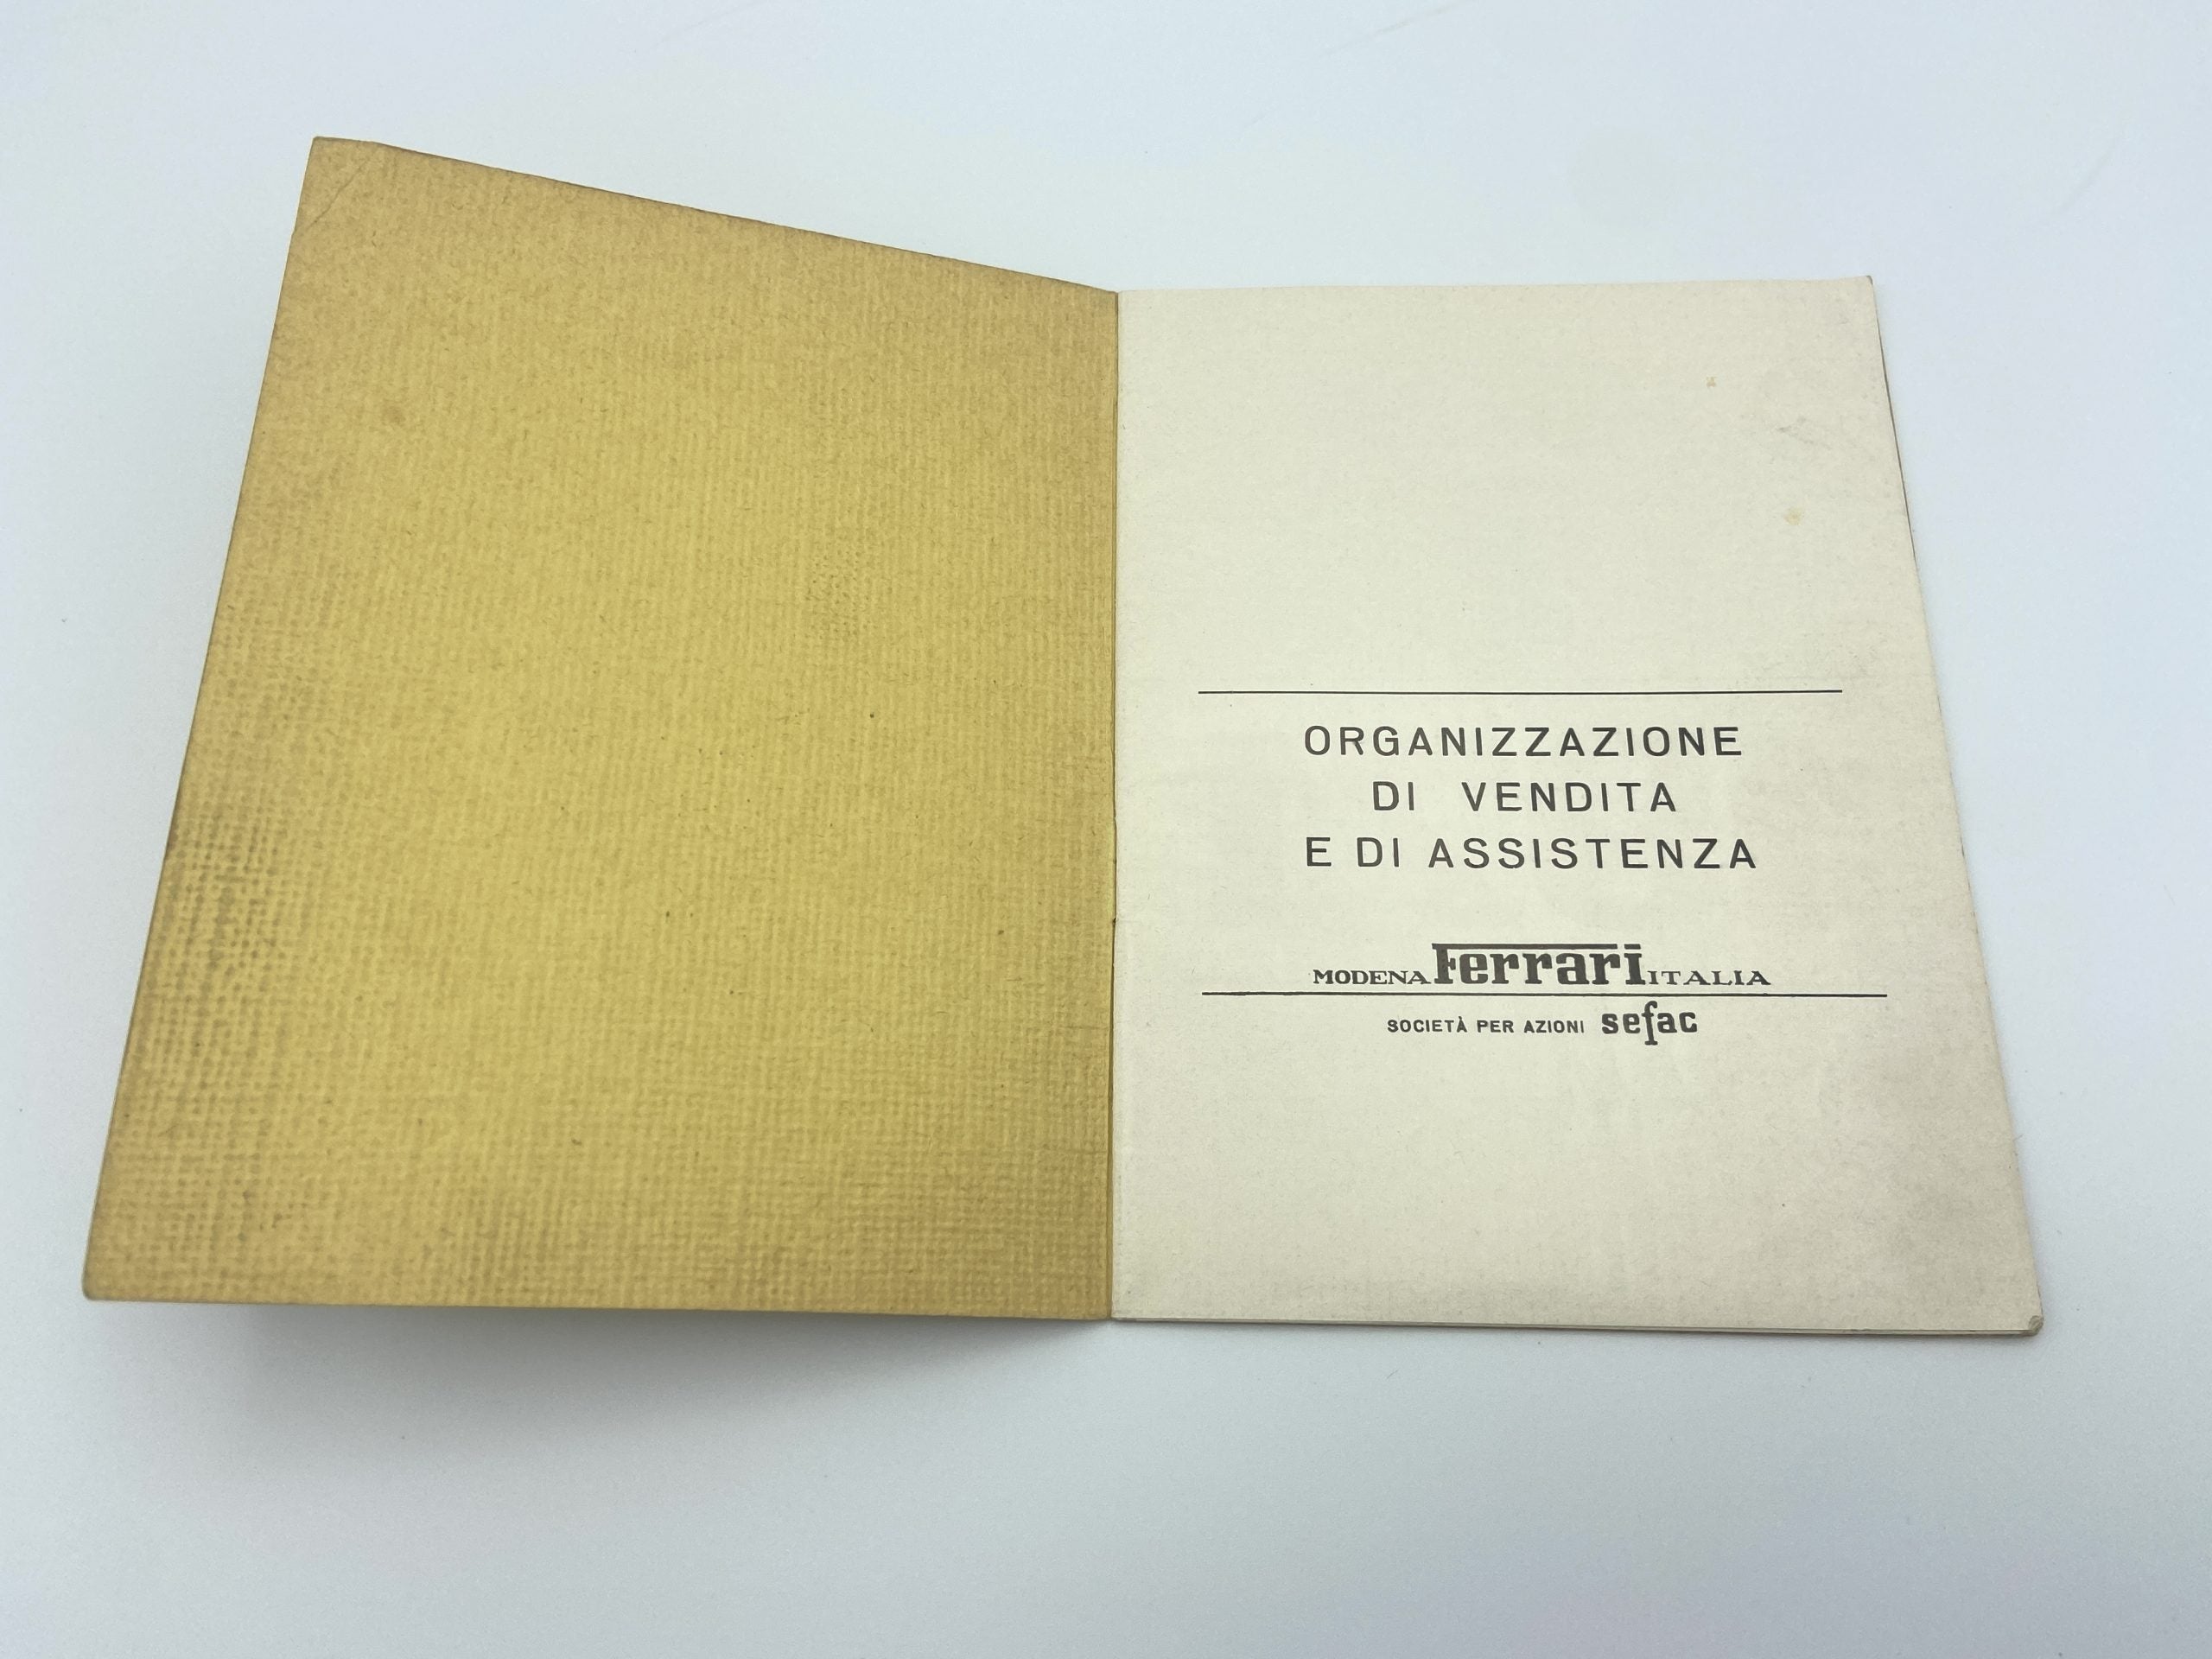 ORGANIZZAZIONE
DI VENDITA
E DI ASSISTENZA
MODENA Ferrari ITALIA
SOCIETÀ PER AZIONI sefac